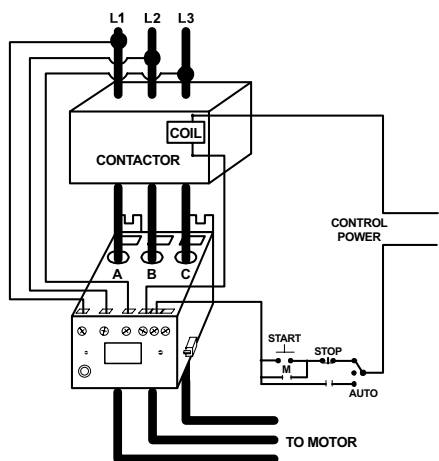 L1 L2 L3
COIL
CONTACTOR
CONTROL
POWER
A B C
START
STOP
M
AUTO
TO MOTOR